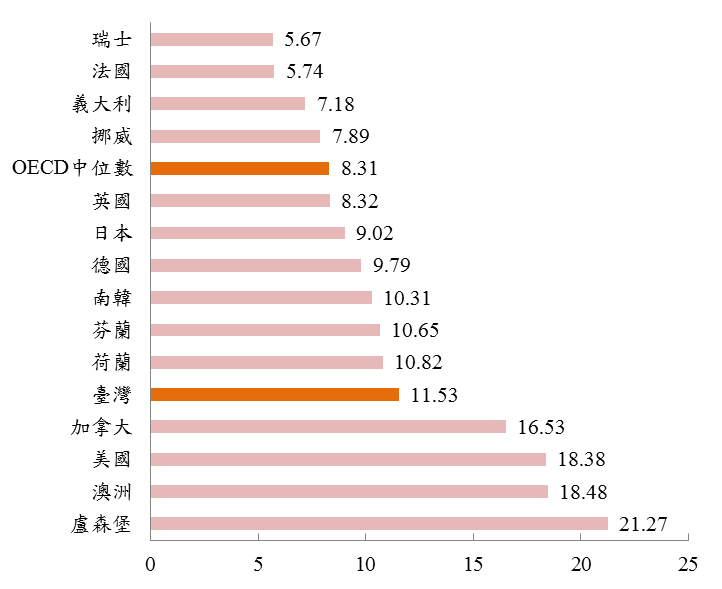 瑞士 5.67
法國 5.74
義大利 7.18
挪威 7.89
OECD中位數 8.31
英國 8.32
日本 9.02
德國 9.79
南韓 10.31
芬蘭 10.65
荷蘭 10.82
臺灣 11.53
加拿大 16.53
美國 18.38
澳洲 18.48
盧森堡 21.27
0 5 10 15 20 25